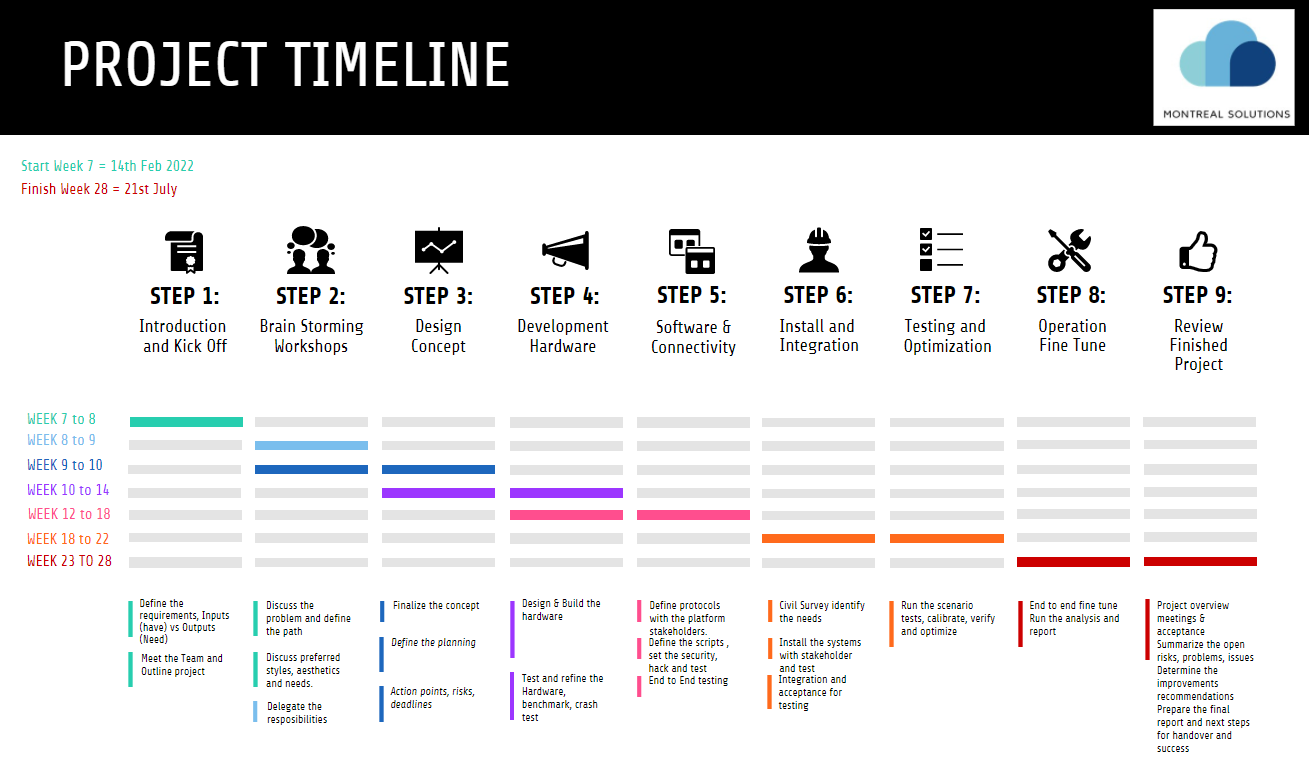 PROJECT TIMELINE
MONTREAL SOLUTIONS
Start Week 7 = 14th Feb 2022
Finish Week 28 = 21st July
STEP 1:
Introduction
and Kick Off
STEP 2:
Brain Storming
Workshops
STEP 3:
Design
Concept
STEP 4:
Development
Hardware
STEP 5:
Software &
Connectivity
STEP 6:
Install and
Integration
STEP 7:
Testing and
Optimization
STEP 8:
Operation
Fine Tune
STEP 9:
Review
Finished
Project
WEEK 7 to 8
WEEK 8 to 9
WEEK 9 to 10
WEEK 10 to 14
WEEK 12 to 18
WEEK 18 to 22
WEEK 23 TO 28
Define the
requirements, Inputs
(have) vs Outputs
(Need)
Meet the Team and
Outline project
Discuss the
problem and define
the path
Discuss preferred
styles, aesthetics
and needs.
Delegate the
resposibilities
Finalize the concept
Define the planning
Action points, risks,
deadlines
Design & Build the
hardware
Test and refine the
Hardware,
benchmark, crash
test
Define protocols
with the platform
stakeholders.
Define the scripts ,
set the security,
hack and test
End to End testing
Civil Survey identify
the needs
Install the systems
with stakeholder
and test
Integration and
acceptance for
testing
Run the scenario
tests, calibrate, verify
and optimize
End to end fine tune
Run the analysis and
report
Project overview
meetings &
acceptance
Summarize the open
risks, problems, issues
Determine the
improvements
recommendations
Prepare the final
report and next steps
for handover and
success